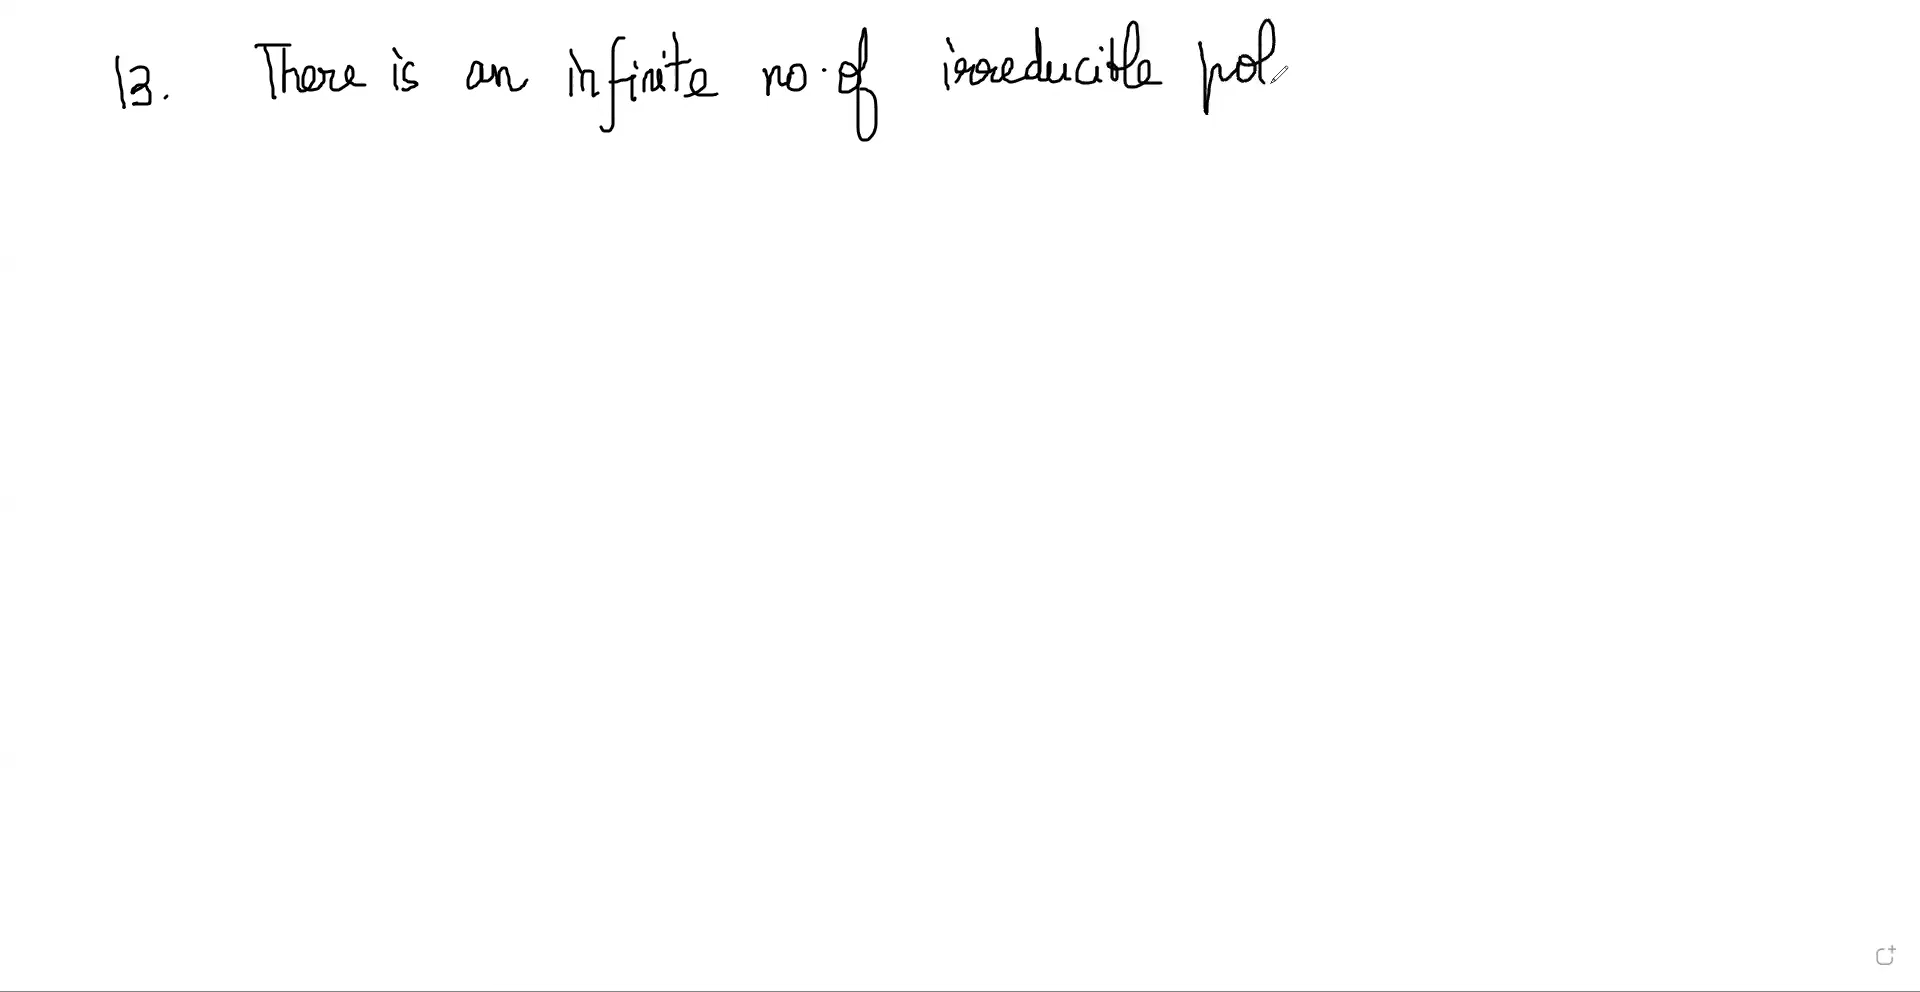 13. There is an infinite no. of irreducible pol